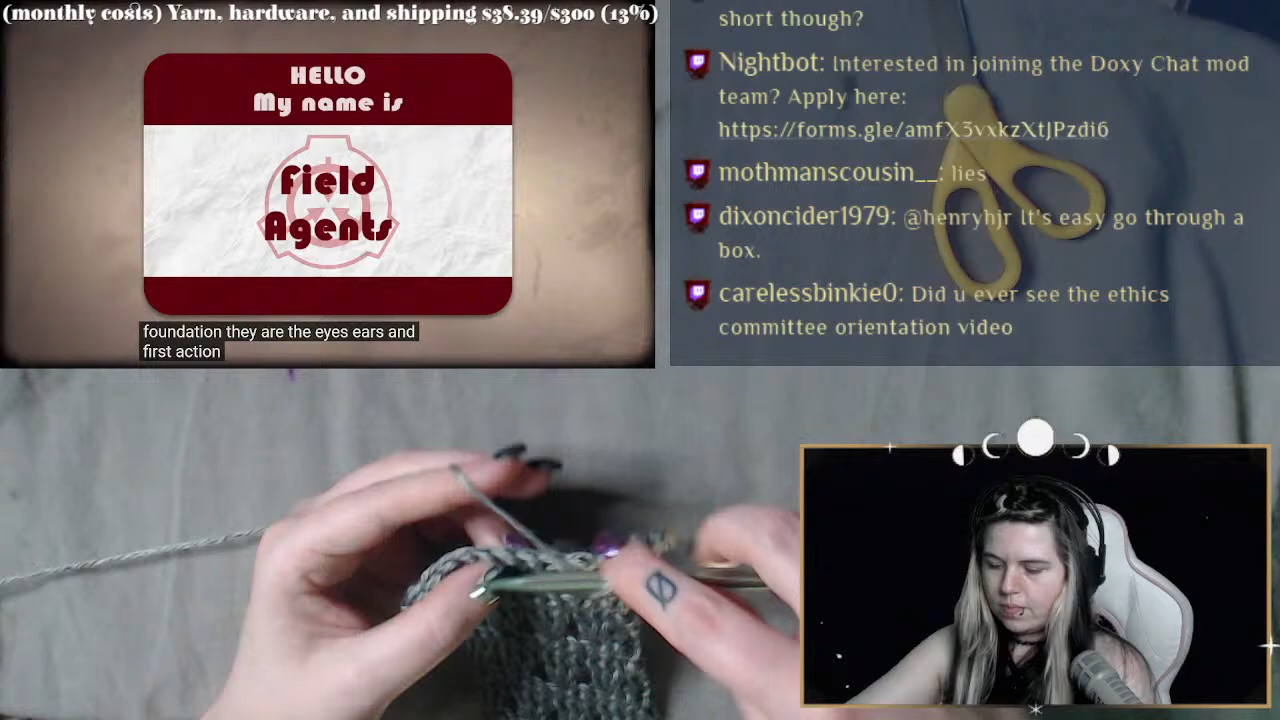 (monthly costs) Yarn, hardware, and shipping $38.39/$300 (13%)
HELLO
My name is
Field
Agents
foundation they are the eyes ears and
first action
short though?
Nightbot: Interested in joining the Doxy Chat mod
team? Apply here:
https://forms.gle/amfX3vxkzXtJPzdi6
mothmanscousin__: lies
dixoncider1979: @henryhjr It's easy go through a
box.
carelessbinkie0: Did u ever see the ethics
committee orientation video